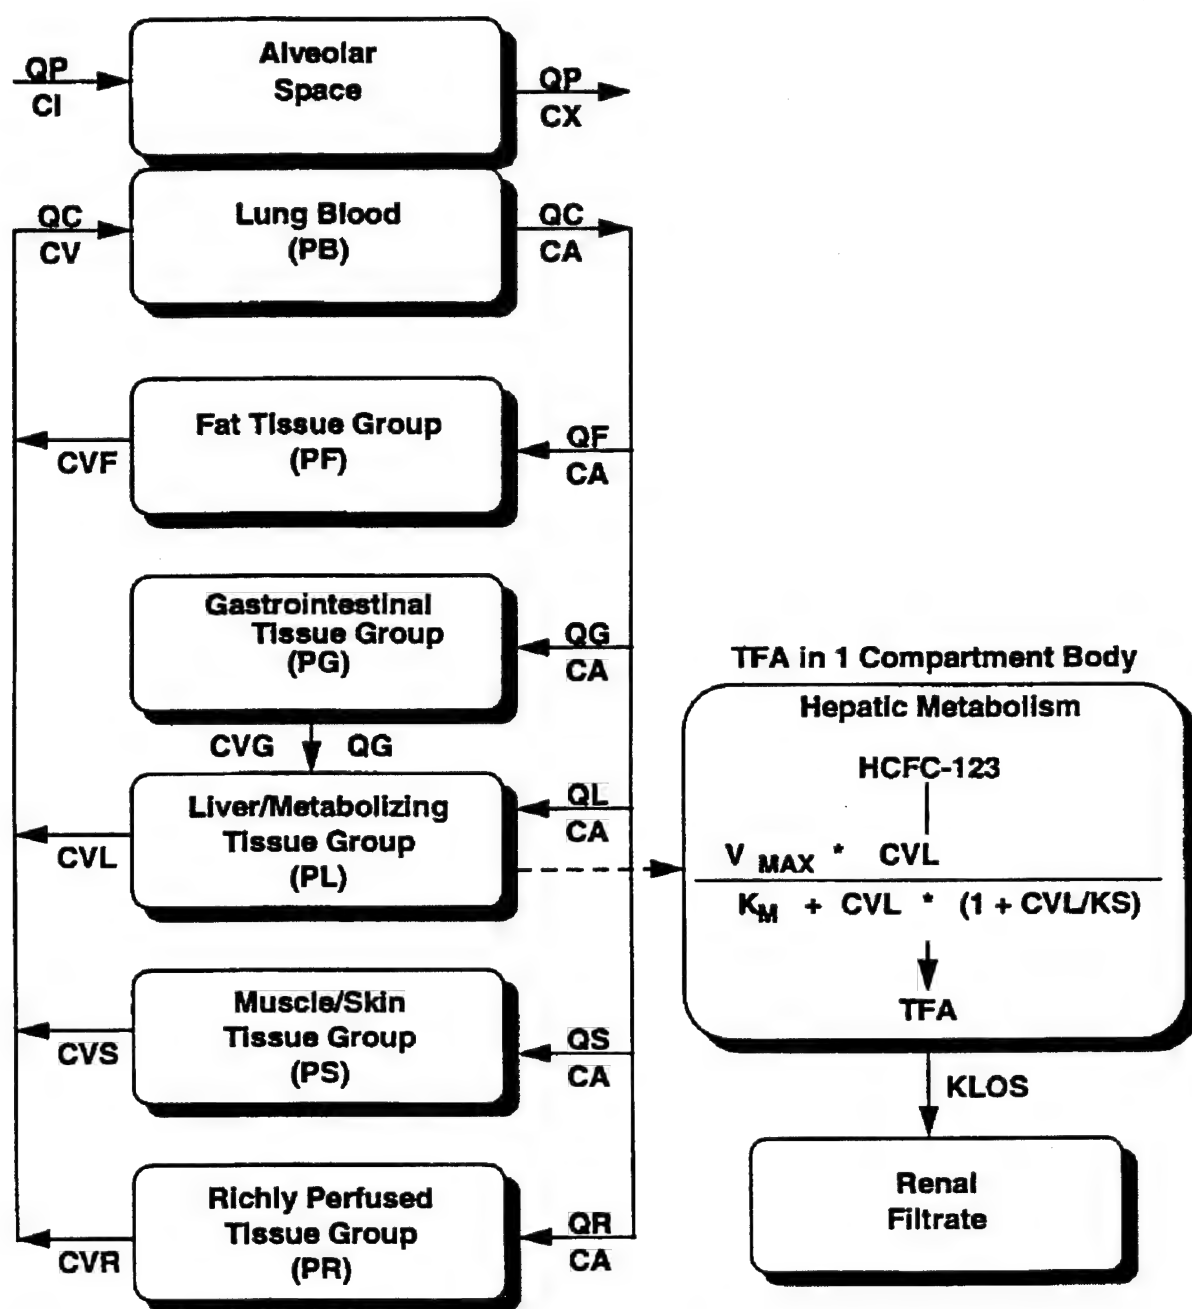 Alveolar
Space
QP
CI
QP
CX
Lung Blood
(PB)
QC
CV
QC
CA
Fat Tissue Group
(PF)
CVF
QF
CA
Gastrointestinal
Tissue Group
(PG)
QG
CA
CVG QG
Liver/Metabolizing
Tissue Group
(PL)
CVL
QL
CA
Muscle/Skin
Tissue Group
(PS)
CVS
QS
CA
Richly Perfused
Tissue Group
(PR)
CVR
QR
CA
TFA in 1 Compartment Body
Hepatic Metabolism
HCFC-123
V MAX * CVL
KM + CVL * (1 + CVL/KS)
TFA
KLOS
Renal
Filtrate